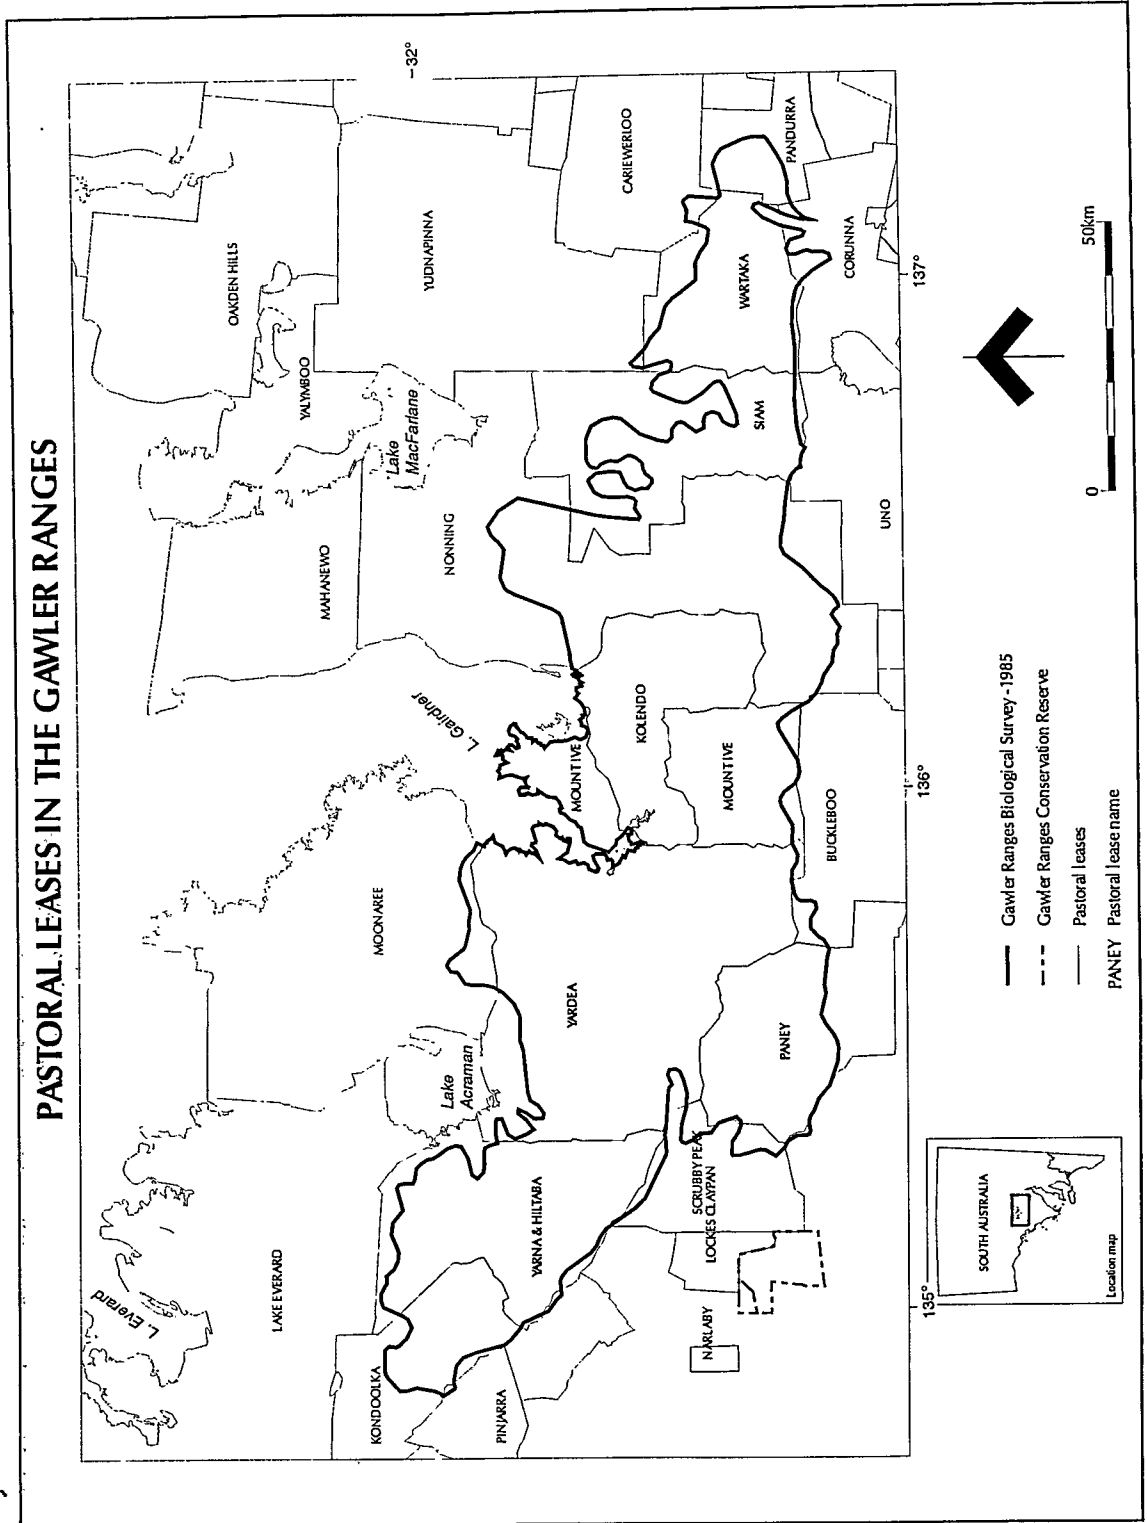 PASTORAL LEASES IN THE GAWLER RANGES
L. Everard
LAKE EVERARD
KONDOOLKA
PINJARRA
YARNA & HILTABA
NARLABY
LOCKES CLAYPAN
SCRUBBY PEAK
Lake
Acraman
MOONAREE
YARDEA
PANEY
L. Gairdner
MOUNT IVE
KOLENDO
MOUNT IVE
BUCKLEBOO
MAHANEWO
NONNING
Lake
MacFarlane
YALYMBOO
OAKDEN HILLS
YUDNAPINNA
SIAM
UNO
WARTAKA
CARIEWERLOO
PANDURRA
CORUNNA
32°
135°
136°
137°
SOUTH AUSTRALIA
Location map
Gawler Ranges Biological Survey - 1985
Gawler Ranges Conservation Reserve
Pastoral leases
PANEY Pastoral lease name
0
50km